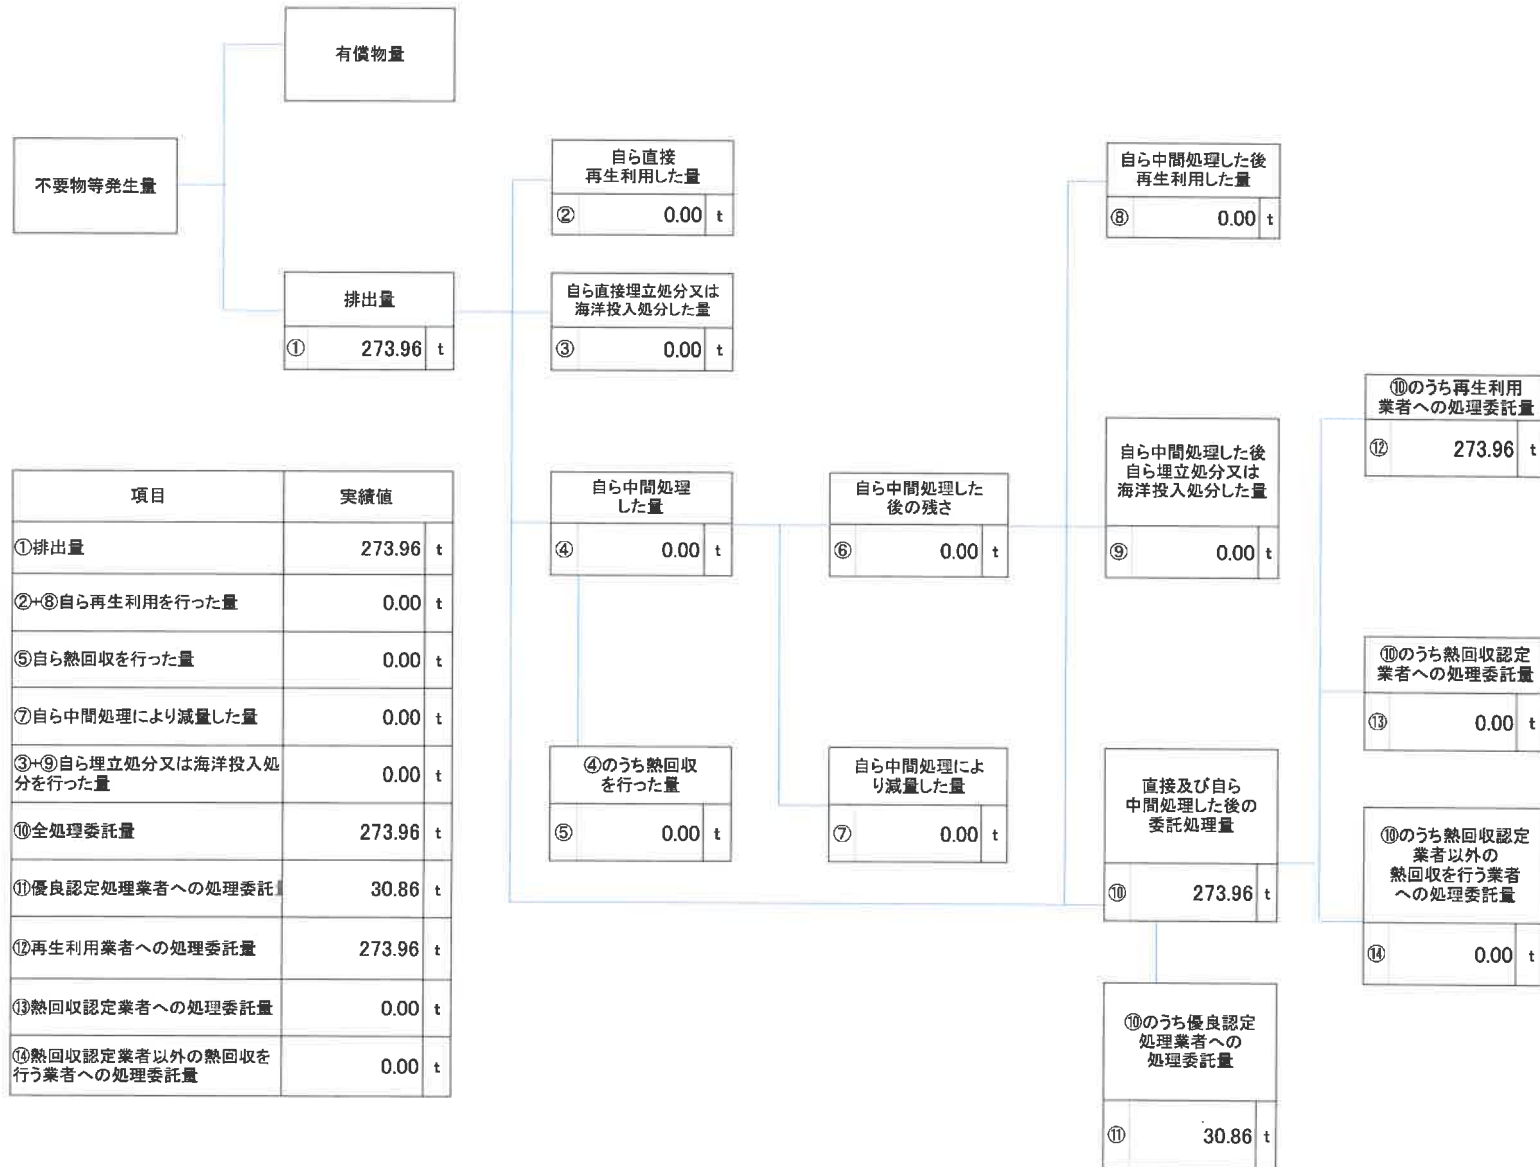 有償物量
不要物等発生量
排出量
① 273.96 t
自ら直接
再生利用した量
② 0.00 t
自ら直接埋立処分又は
海洋投入処分した量
③ 0.00 t
自ら中間処理
した量
④ 0.00 t
④のうち熱回収
を行った量
⑤ 0.00 t
自ら中間処理した
後の残さ
⑥ 0.00 t
自ら中間処理によ
り減量した量
⑦ 0.00 t
自ら中間処理した後
再生利用した量
⑧ 0.00 t
自ら中間処理した後
自ら埋立処分又は
海洋投入処分した量
⑨ 0.00 t
直接及び自ら
中間処理した後の
委託処理量
⑩ 273.96 t
⑩のうち優良認定
処理業者への
処理委託量
⑪ 30.86 t
⑩のうち再生利用
業者への処理委託量
⑫ 273.96 t
⑩のうち熱回収認定
業者への処理委託量
⑬ 0.00 t
⑩のうち熱回収認定
業者以外の
熱回収を行う業者
への処理委託量
⑭ 0.00 t
項目 実績値
①排出量 273.96 t
②+⑧自ら再生利用を行った量 0.00 t
⑤自ら熱回収を行った量 0.00 t
⑦自ら中間処理により減量した量 0.00 t
③+⑨自ら埋立処分又は海洋投入処
分を行った量 0.00 t
⑩全処理委託量 273.96 t
⑪優良認定処理業者への処理委託 30.86 t
⑫再生利用業者への処理委託量 273.96 t
⑬熱回収認定業者への処理委託量 0.00 t
⑭熱回収認定業者以外の熱回収を
行う業者への処理委託量 0.00 t